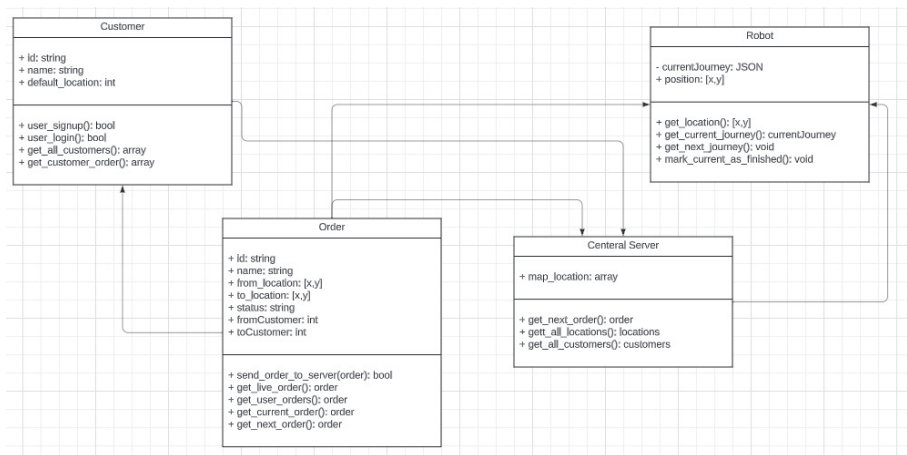 Customer
+ id: string
+ name: string
+ default_location: int
+ user_signup(): bool
+ user_login(); bool
+ get_all_customers(): array
+ get_customer_order(); array
Robot
- currentJourney: JSON
+ position: [x,y]
+ get_location(); [x,y]
+ get_current_journey(): currentJourney
+ get_next_journey(): void
+ mark_current_as_finished(): void
Order
+ id: string
+ name; string
+ from_location: [x,y]
+ to_location: [x,y]
+ status: string
+ fromCustomer: int
+ toCustomer: int
+ send_order_to_server(order): bool
+ get_live_order(); order
+ get_user_orders(); order
+ get_current_order(): order
+ get_next_order(): order
Centeral Server
+ map_location: array
+ get_next_order(): order
+ gett_all_locations(); locations
+ get_all_customers(): customers